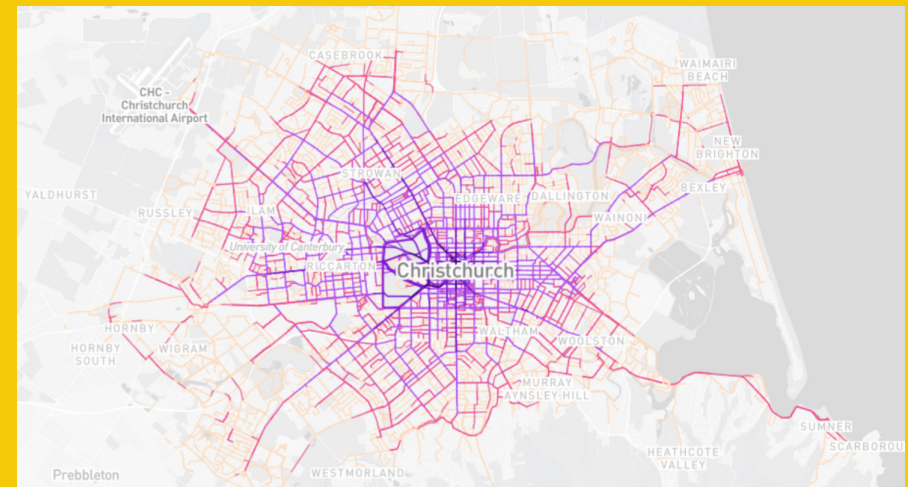 CASEBROOK
WAIMAIRI
BEACH
CHC -
Christchurch
International Airport
NEW
BRIGHTON
STROWAN
YALDHURST
BEXLEY
EDGEWARE
DALLINGTON
RUSSLEY
ILAM
WAINONI
University of Canterbury
RICCARTON
Christchurch
HORNBY
WALTHAM
HORNBY
SOUTH
WIGRAM
WOOLSTON
MURRAY
AYNSLEY HILL
SUMNER
SCARBOROU
HEATHCOTE
VALLEY
Prebbleton
WESTMORLAND